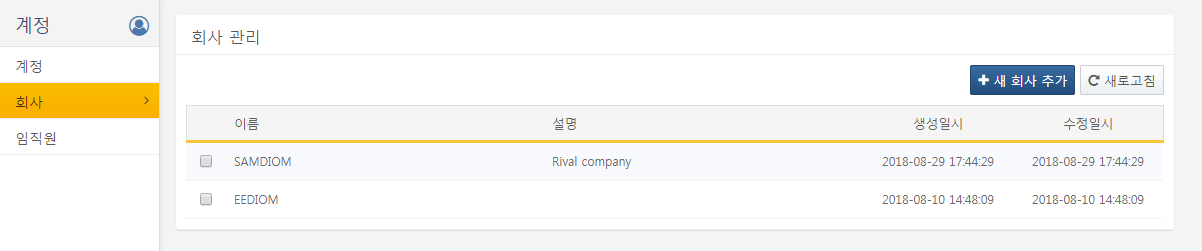 계정
계정
회사
임직원
회사 관리
새 회사 추가 새로고침
이름 설명 생성일시 수정일시
SAMDIOM Rival company 2018-08-29 17:44:29 2018-08-29 17:44:29
EEDIOM 2018-08-10 14:48:09 2018-08-10 14:48:09